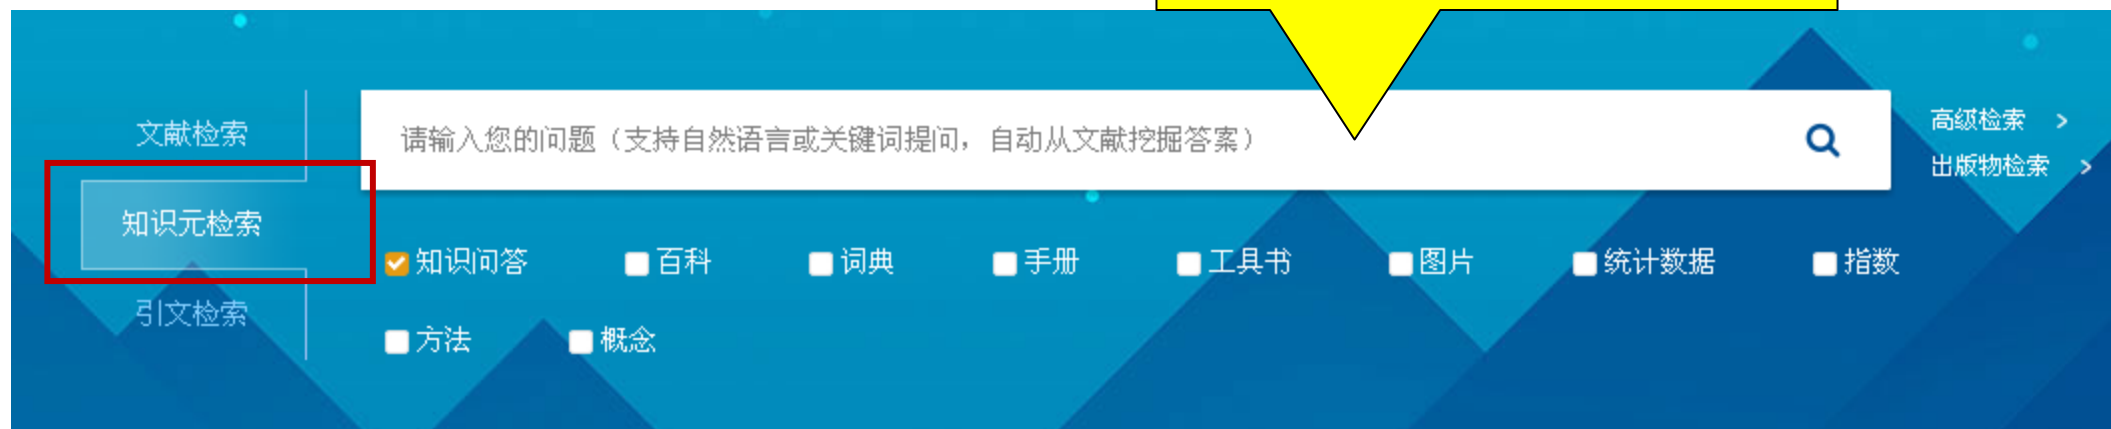 文献检索
知识元检索
引文检索
请输入您的问题（支持自然语言或关键词提问，自动从文献挖掘答案）
高级检索 >
出版物检索 >
知识问答 百科 词典 手册 工具书 图片 统计数据 指数
方法 概念